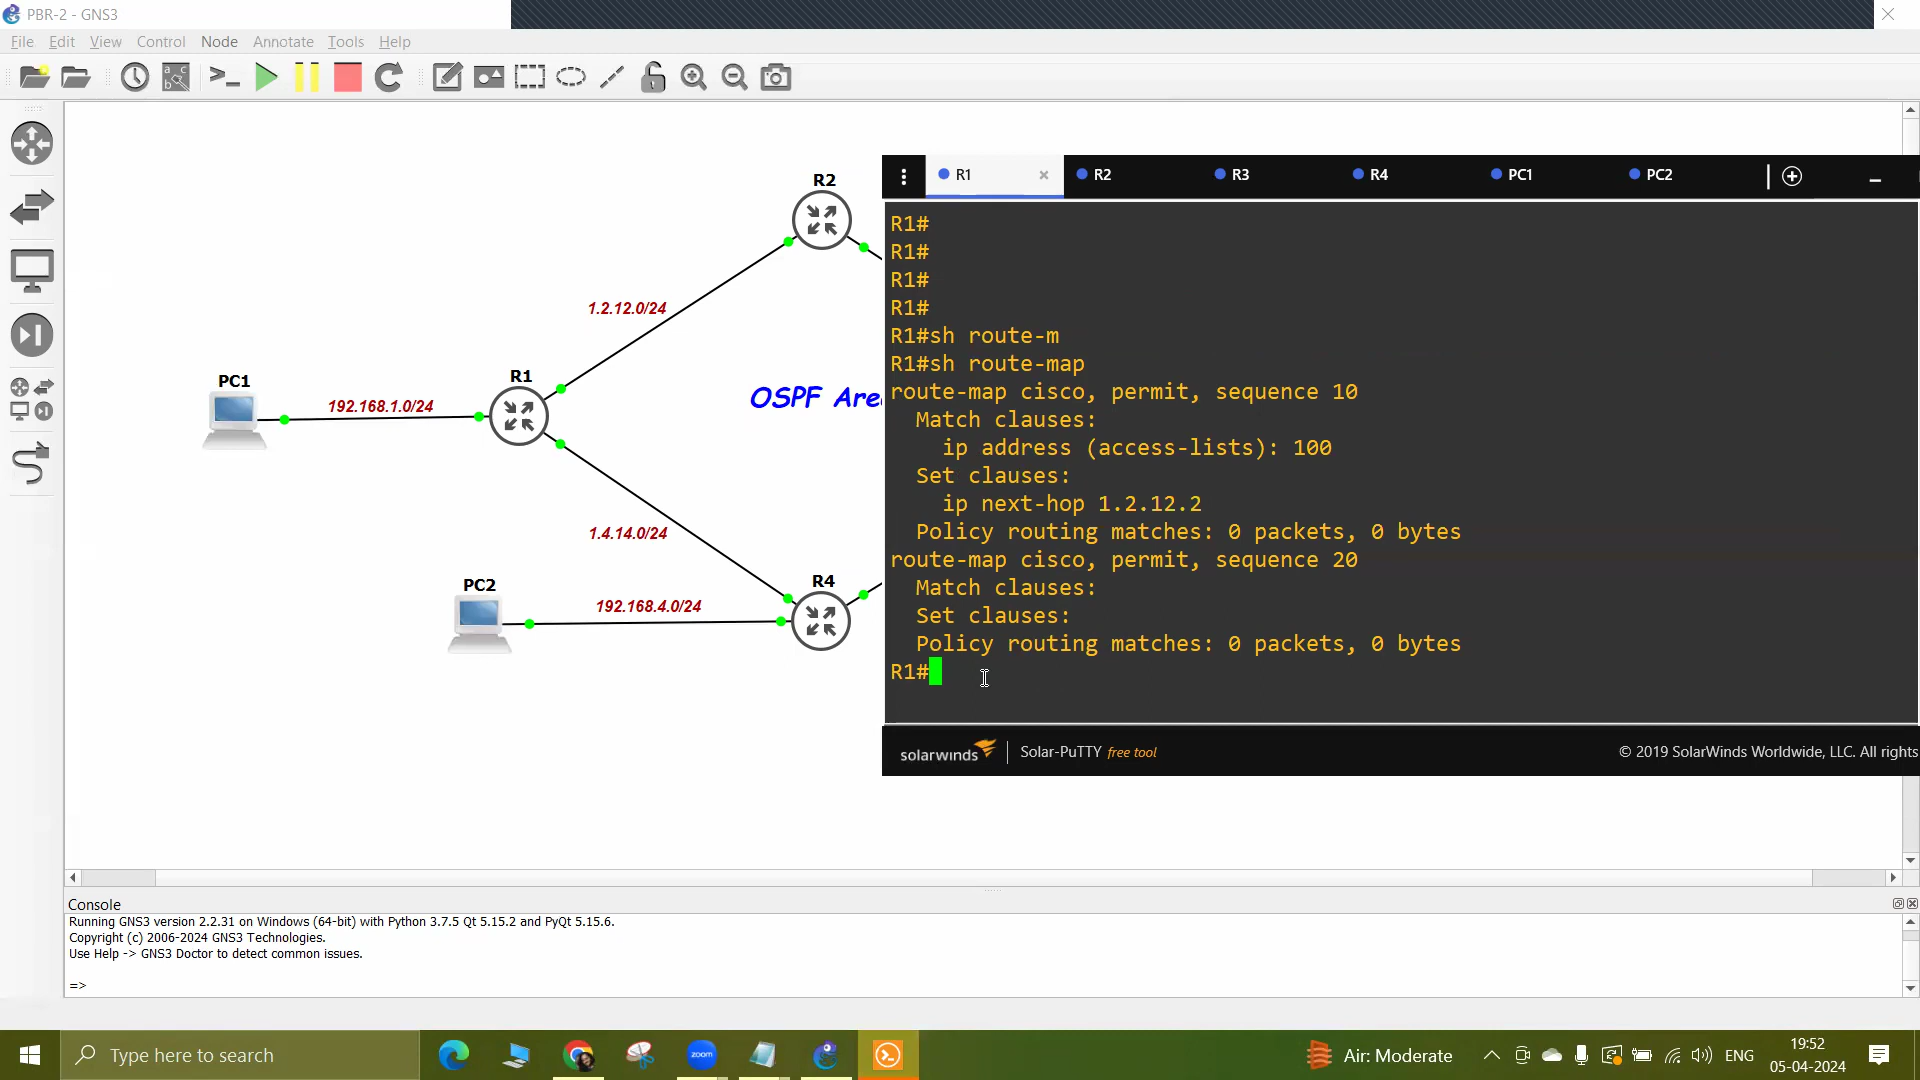 PBR-2 - GNS3
File Edit View Control Node Annotate Tools Help
R2
1.2.12.0/24
PC1
192.168.1.0/24
R1
OSPF Are
1.4.14.0/24
PC2
192.168.4.0/24
R4
R1 R2 R3 R4 PC1 PC2
R1#
R1#
R1#
R1#
R1#sh route-m
R1#sh route-map
route-map cisco, permit, sequence 10
Match clauses:
ip address (access-lists): 100
Set clauses:
ip next-hop 1.2.12.2
Policy routing matches: 0 packets, 0 bytes
route-map cisco, permit, sequence 20
Match clauses:
Set clauses:
Policy routing matches: 0 packets, 0 bytes
R1#
solarwinds Solar-PuTTY free tool © 2019 SolarWinds Worldwide, LLC. All rights
Console
Running GNS3 version 2.2.31 on Windows (64-bit) with Python 3.7.5 Qt 5.15.2 and PyQt 5.15.6.
Copyright (c) 2006-2024 GNS3 Technologies.
Use Help -> GNS3 Doctor to detect common issues.
=>
Type here to search
zoom
Air: Moderate
ENG
19:52
05-04-2024